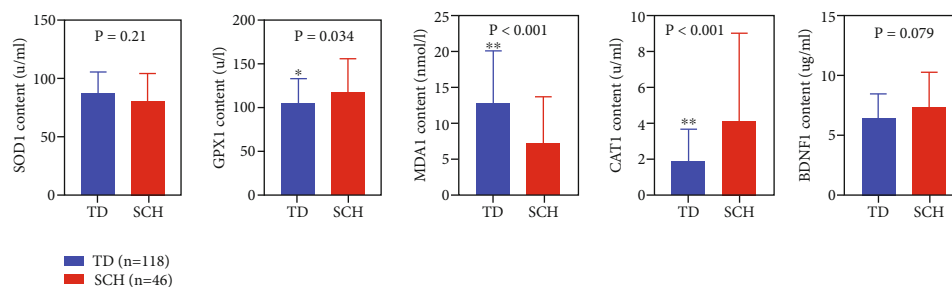 SOD1 content (u/ml)
150
100
50
0
P = 0.21
TD
SCH
GPX1 content (u/l)
200
150
100
50
0
P = 0.034
*
TD
SCH
MDA1 content (nmol/l)
25
20
15
10
5
0
P < 0.001
**
TD
SCH
CAT1 content (u/ml)
10
8
6
4
2
0
P < 0.001
**
TD
SCH
BDNF1 content (ug/ml)
15
10
5
0
P = 0.079
TD
SCH
TD (n=118)
SCH (n=46)